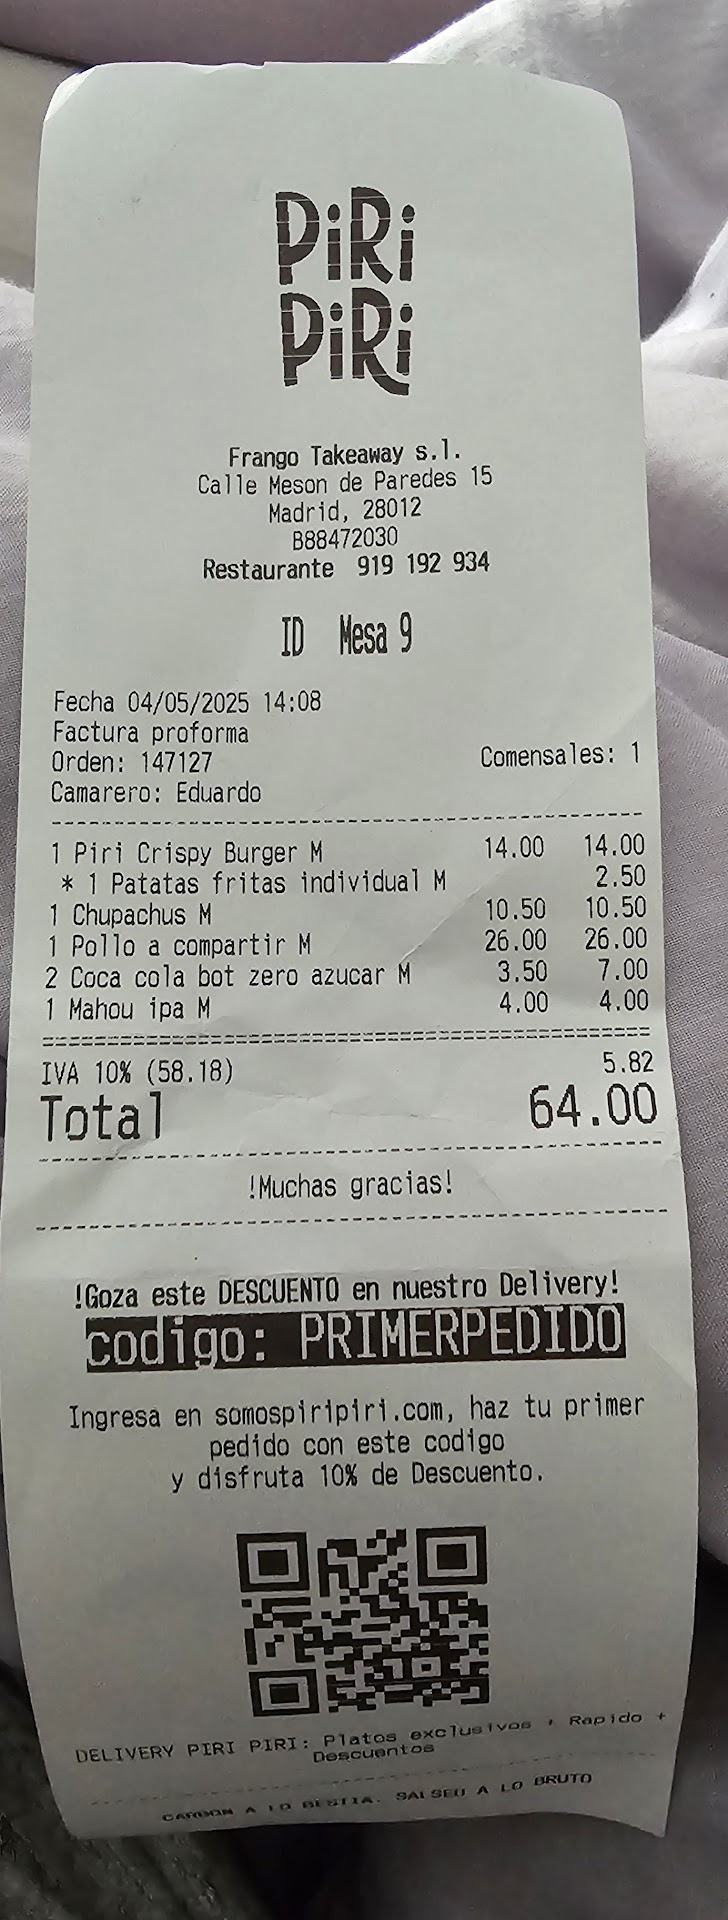 PiRi
PiRi
Frango Takeaway s.l.
Calle Meson de Paredes 15
Madrid, 28012
B88472030
Restaurante 919 192 934
ID Mesa 9
Fecha 04/05/2025 14:08
Factura proforma
Orden: 147127 Comensales: 1
Camarero: Eduardo
1 Piri Crispy Burger M 14.00 14.00
* 1 Patatas fritas individual M 2.50
1 Chupachus M 10.50 10.50
1 Pollo a compartir M 26.00 26.00
2 Coca cola bot zero azucar M 3.50 7.00
1 Mahou ipa M 4.00 4.00
IVA 10% (58.18) 5.82
Total 64.00
!Muchas gracias!
!Goza este DESCUENTO en nuestro Delivery!
codigo: PRIMERPEDIDO
Ingresa en somospiripiri.com, haz tu primer
pedido con este codigo
y disfruta 10% de Descuento.
DELIVERY PIRI PIRI: Platos exclusivos + Rapido +
Descuentos
CARBON A LO BESTIA. SALSEO A LO BRUTO